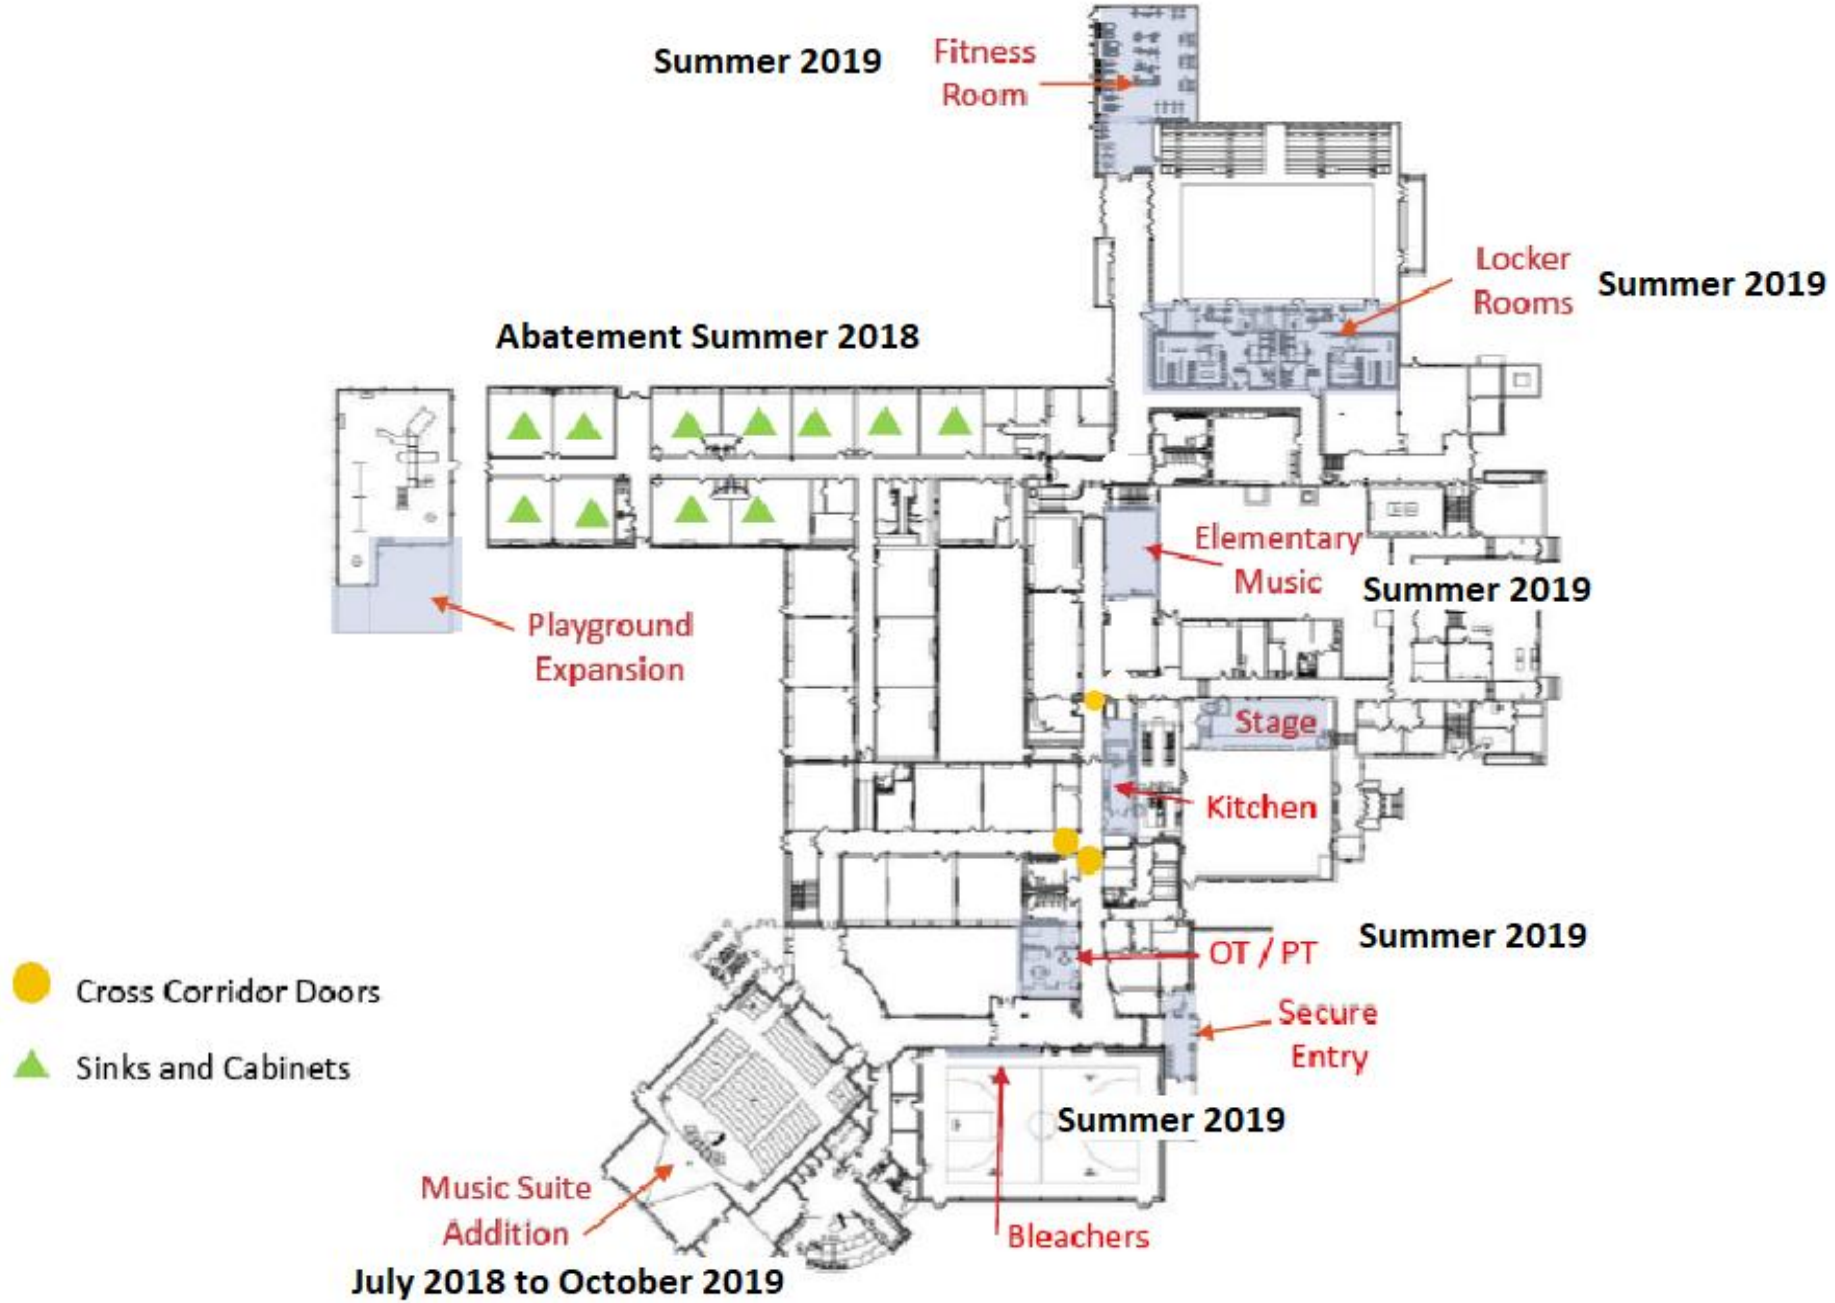 Summer 2019
Fitness
Room
Locker
Rooms
Summer 2019
Abatement Summer 2018
Elementary
Music
Summer 2019
Playground
Expansion
Stage
Kitchen
Summer 2019
OT / PT
Cross Corridor Doors
Secure
Entry
Sinks and Cabinets
Summer 2019
Music Suite
Addition
Bleachers
July 2018 to October 2019